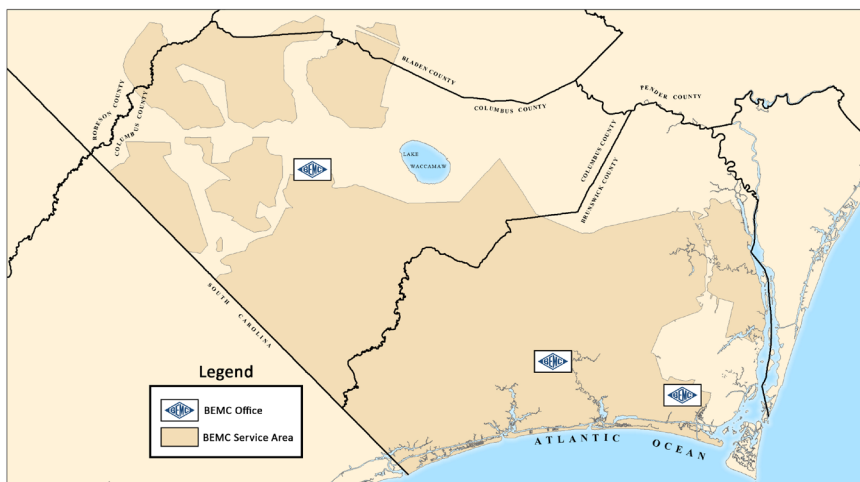 BLADEN COUNTY
PENDER COUNTY
COLUMBUS COUNTY
ROBESON COUNTY
COLUMBUS COUNTY
LAKE
WACCAMAW
COLUMBUS COUNTY
BRUNSWICK COUNTY
BEMC
SOUTH CAROLINA
BEMC
BEMC
ATLANTIC OCEAN
Legend
BEMC
BEMC Office
BEMC Service Area